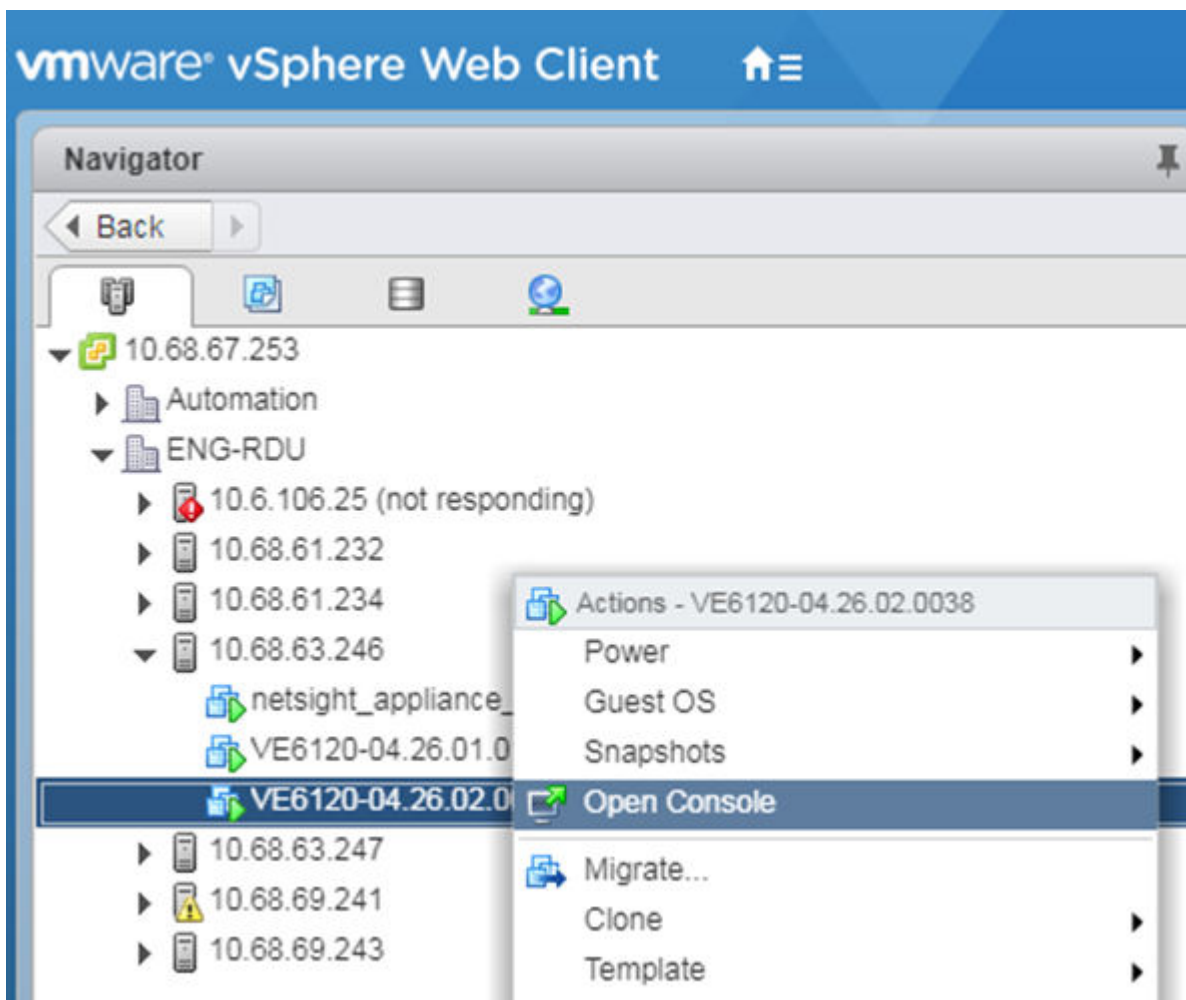 vmware® vSphere Web Client
Navigator
Back
10.68.67.253
Automation
ENG-RDU
10.6.106.25 (not responding)
10.68.61.232
10.68.61.234
10.68.63.246
netsight_appliance_
VE6120-04.26.01.0
VE6120-04.26.02.0
10.68.63.247
10.68.69.241
10.68.69.243
Actions - VE6120-04.26.02.0038
Power
Guest OS
Snapshots
Open Console
Migrate...
Clone
Template